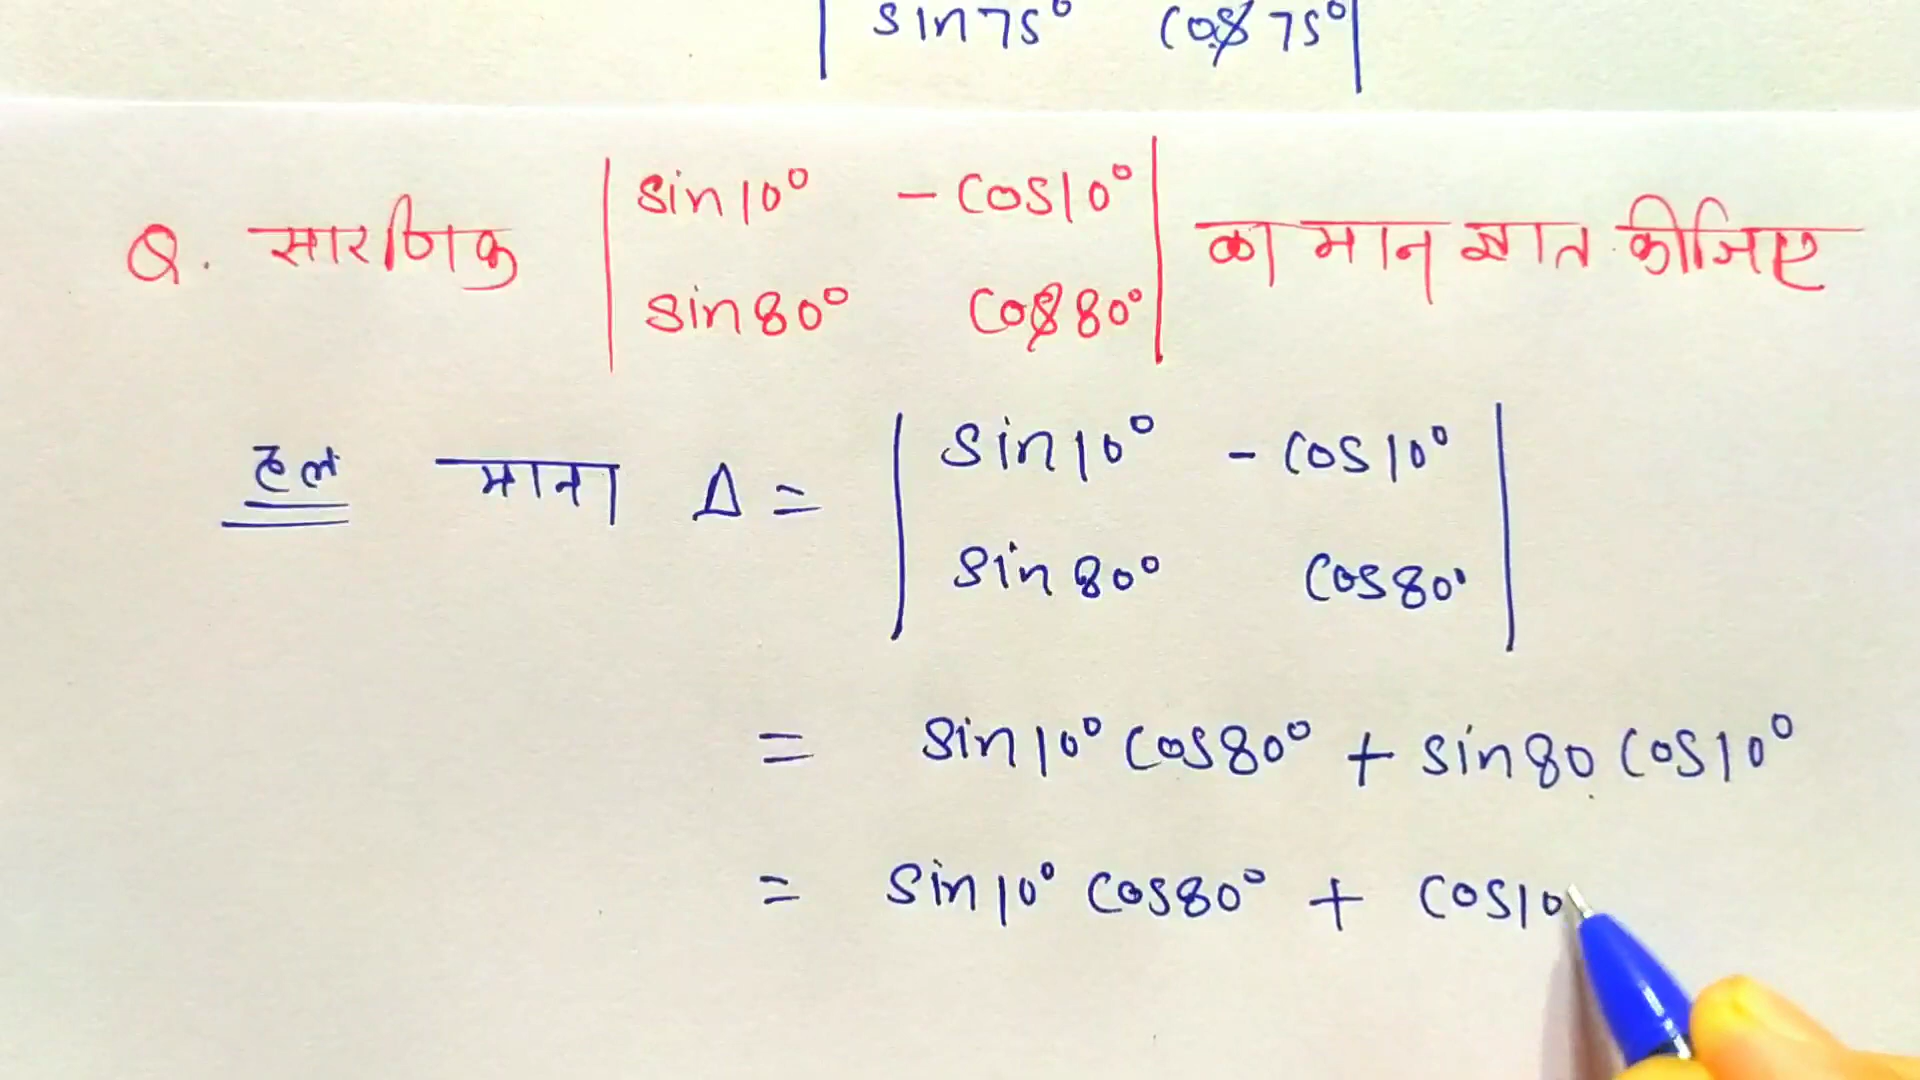 sin75° cos75°
sin10° -cos10°
Q. सारणिक का मान ज्ञात कीजिए
sin80° cos80°
sin10° -cos10°
हल माना Δ =
sin80° cos80°
= sin10° cos80° + sin80 cos10°
= sin10° cos80° + cos10